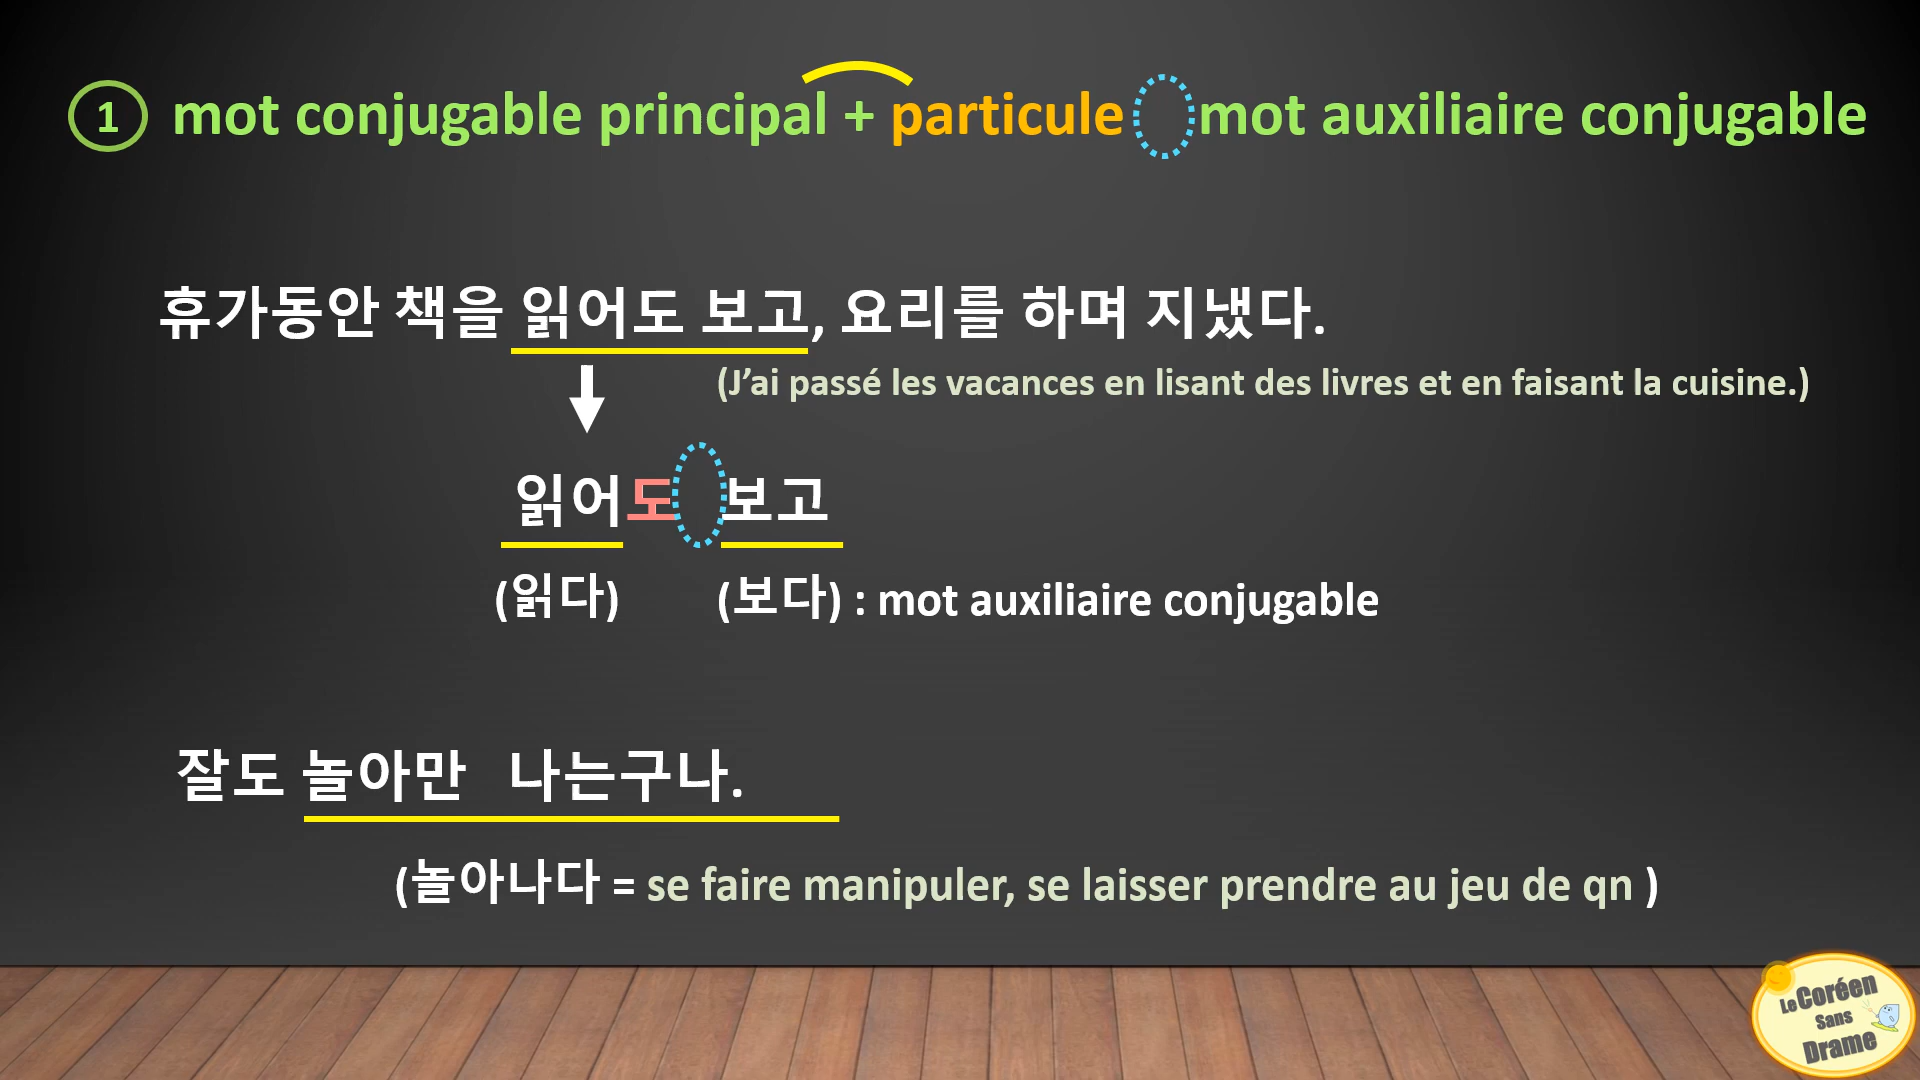 1 mot conjugable principal + particule mot auxiliaire conjugable
휴가동안 책을 읽어도 보고, 요리를 하며 지냈다.
(J’ai passé les vacances en lisant des livres et en faisant la cuisine.)
읽어도 보고
(읽다) (보다) : mot auxiliaire conjugable
잘도 놀아만 나는구나.
(놀아나다 = se faire manipuler, se laisser prendre au jeu de qn )
Le Coréen
Sans
Drame